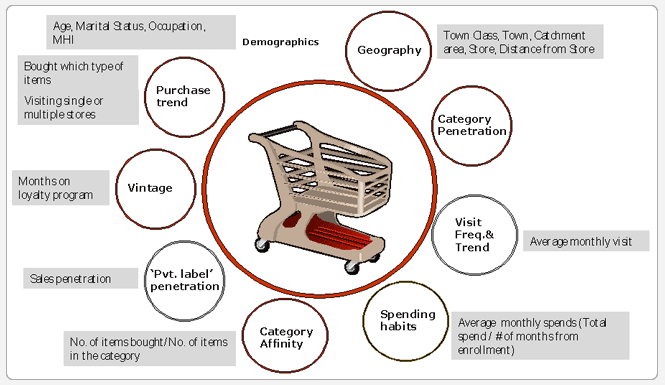 Age, Marital Status, Occupation,
MHI
Demographics
Geography
Town Class, Town, Catchment
area, Store, Distance from Store
Bought which type of
items
Visiting single or
multiple stores
Purchase
trend
Category
Penetration
Months on
loyalty program
Vintage
Visit
Freq.&
Trend
Average monthly visit
Sales penetration
‘Pvt. label’
penetration
Spending
habits
Average monthly spends (Total
spend / # of months from
enrollment)
No. of items bought/No. of items
in the category
Category
Affinity